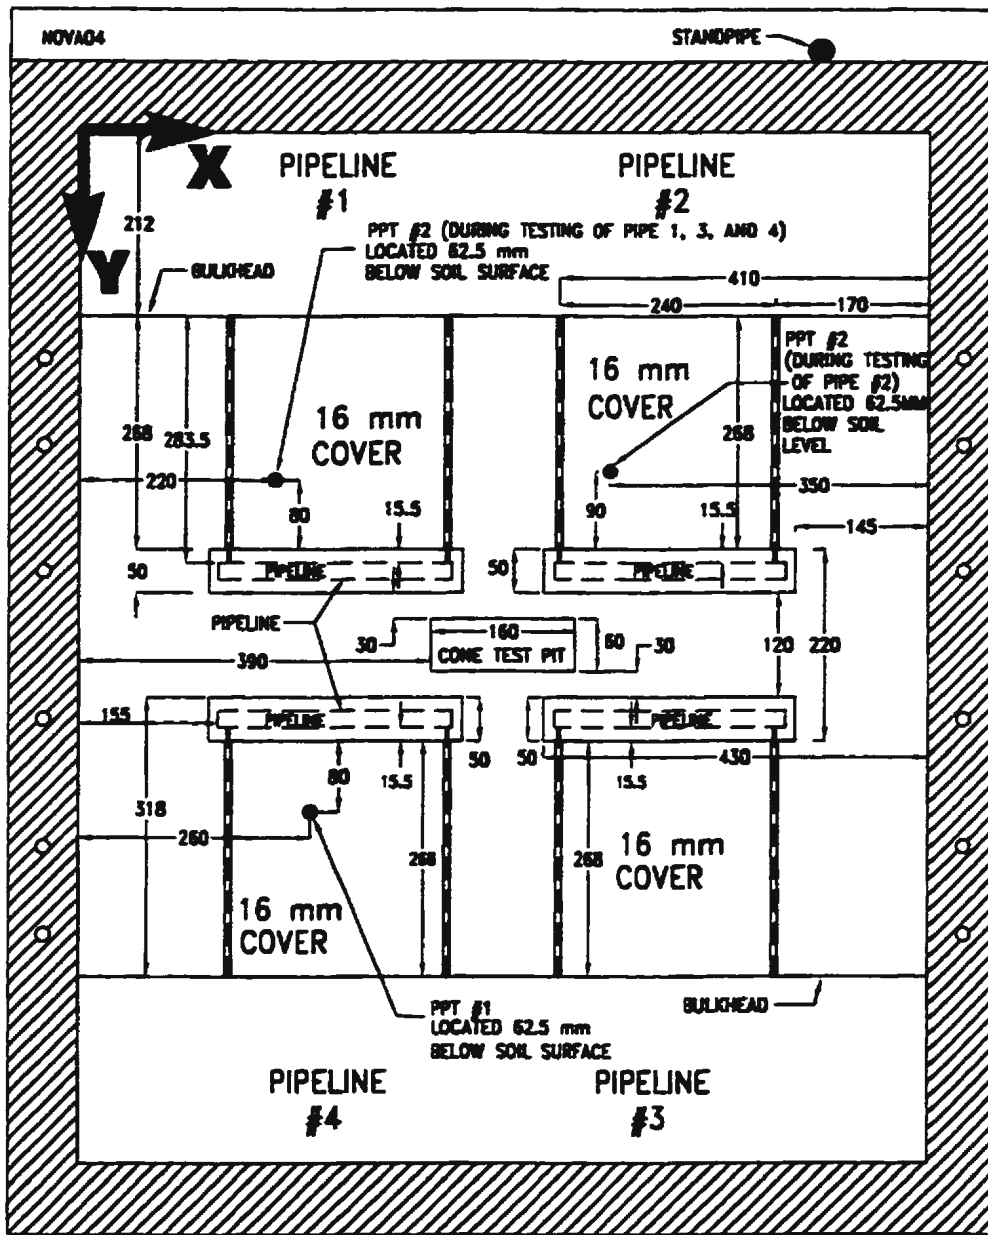 NOVA04
STANDPIPE
X
Y
PIPELINE
#1
PIPELINE
#2
212
PPT #2 (DURING TESTING OF PIPE 1, 3, AND 4)
LOCATED 62.5 mm
BELOW SOIL SURFACE
BULKHEAD
410
240
170
PPT #2
(DURING TESTING
OF PIPE #2)
LOCATED 62.5MM
BELOW SOIL
LEVEL
16 mm
COVER
16 mm
COVER
268
283.5
268
220
80
15.5
90
15.5
350
145
50
PIPELINE
50
PIPELINE
PIPELINE
30
160
CONE TEST PIT
60
30
120
220
390
155
PIPELINE
50
50
PIPELINE
80
15.5
15.5
430
318
260
268
268
16 mm
COVER
16 mm
COVER
PPT #1
LOCATED 62.5 mm
BELOW SOIL SURFACE
BULKHEAD
PIPELINE
#4
PIPELINE
#3